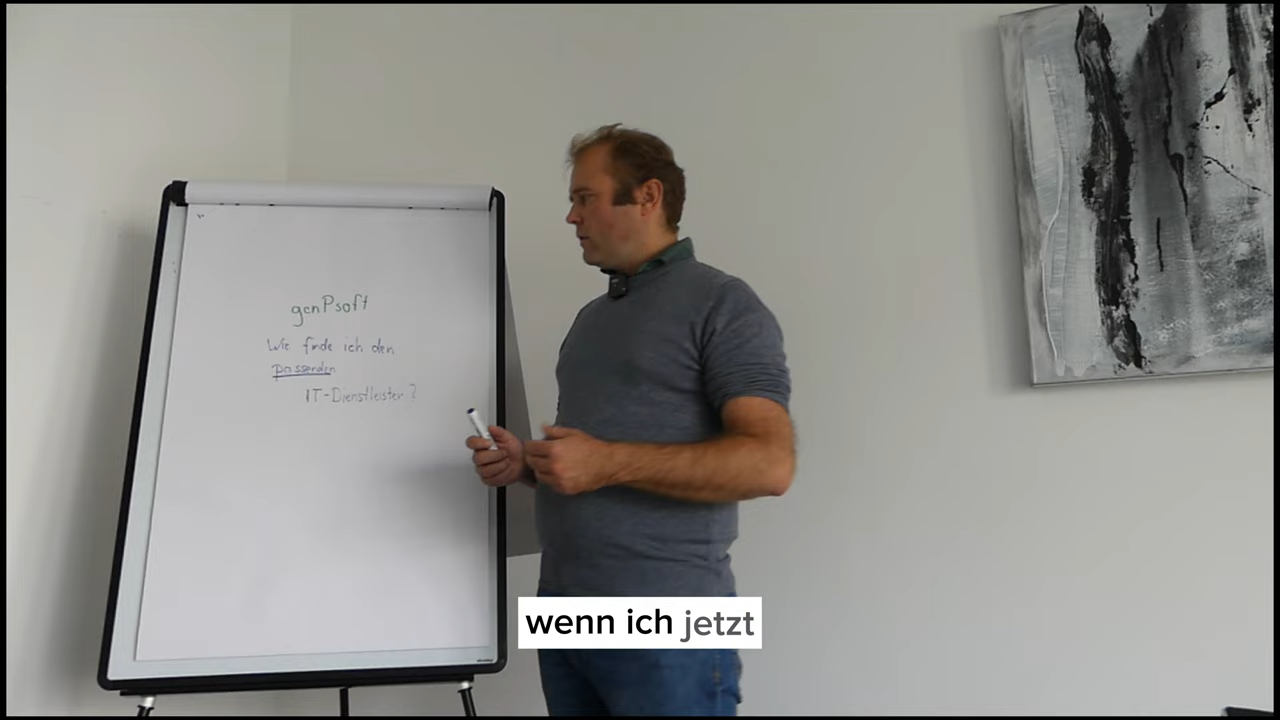 genPsoft
Wie finde ich den
passenden
IT-Dienstleister?
wenn ich jetzt